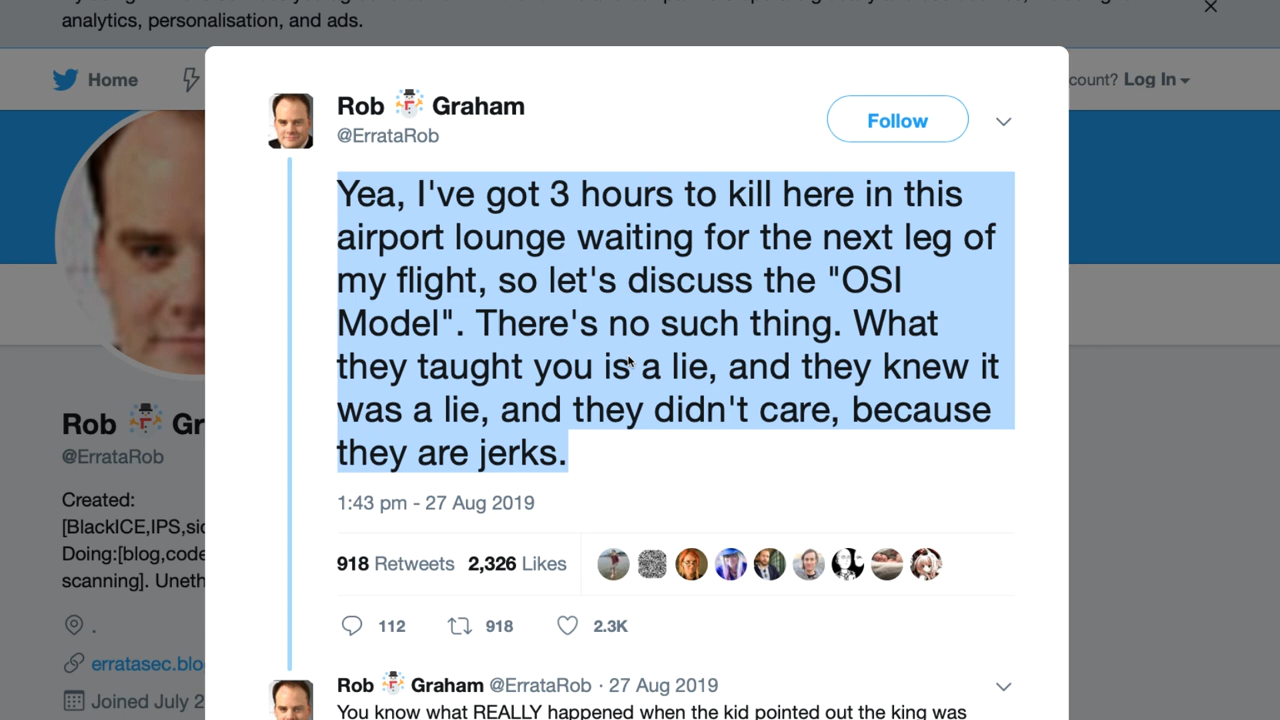 analytics, personalisation, and ads.
Home
count? Log In
Rob Graham
@ErrataRob
Follow
Yea, I've got 3 hours to kill here in this
airport lounge waiting for the next leg of
my flight, so let's discuss the "OSI
Model". There's no such thing. What
they taught you is a lie, and they knew it
was a lie, and they didn't care, because
they are jerks.
1:43 pm - 27 Aug 2019
918 Retweets 2,326 Likes
112 918 2.3K
Rob Graham @ErrataRob · 27 Aug 2019
You know what REALLY happened when the kid pointed out the king was
Rob Gr
@ErrataRob
Created:
[BlackICE,IPS,sid
Doing:[blog,code
scanning]. Uneth
.
erratasec.blo
Joined July 2